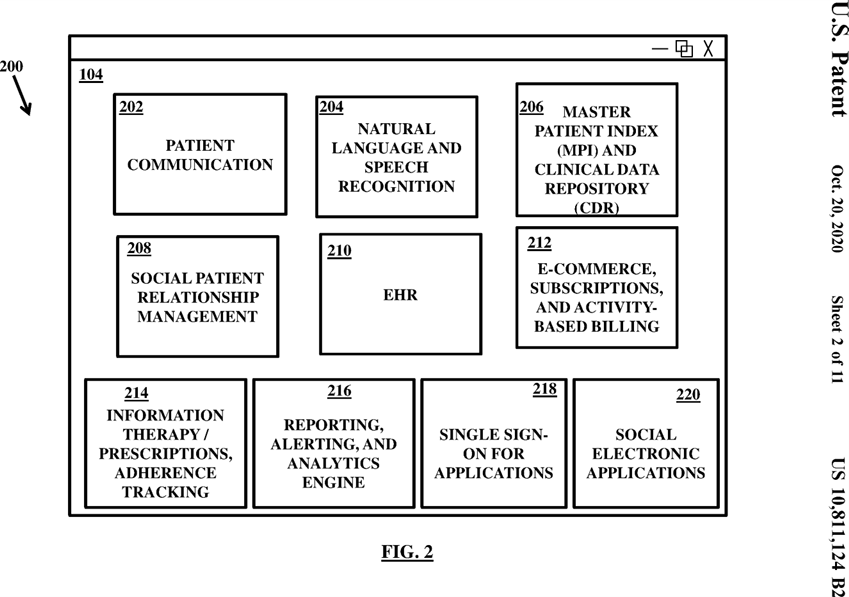 200
104
202
PATIENT
COMMUNICATION
204
NATURAL
LANGUAGE AND
SPEECH
RECOGNITION
206
MASTER
PATIENT INDEX
(MPI) AND
CLINICAL DATA
REPOSITORY
(CDR)
208
SOCIAL PATIENT
RELATIONSHIP
MANAGEMENT
210
EHR
212
E-COMMERCE,
SUBSCRIPTIONS,
AND ACTIVITY-
BASED BILLING
214
INFORMATION
THERAPY /
PRESCRIPTIONS,
ADHERENCE
TRACKING
216
REPORTING,
ALERTING, AND
ANALYTICS
ENGINE
218
SINGLE SIGN-
ON FOR
APPLICATIONS
220
SOCIAL
ELECTRONIC
APPLICATIONS
FIG. 2
U.S. Patent Oct. 20, 2020 Sheet 2 of 11 US 10,811,124 B2